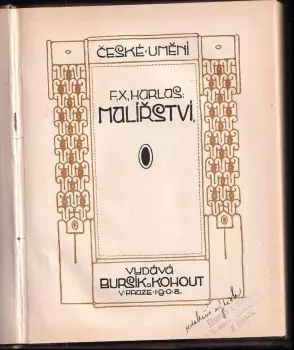 ČESKÉ·UMĚNÍ
F.X. HARLAS:
MALÍŘSTVÍ.
VYDÁVÁ
BURSÍK A KOHOUT
V·PRAZE·1908.